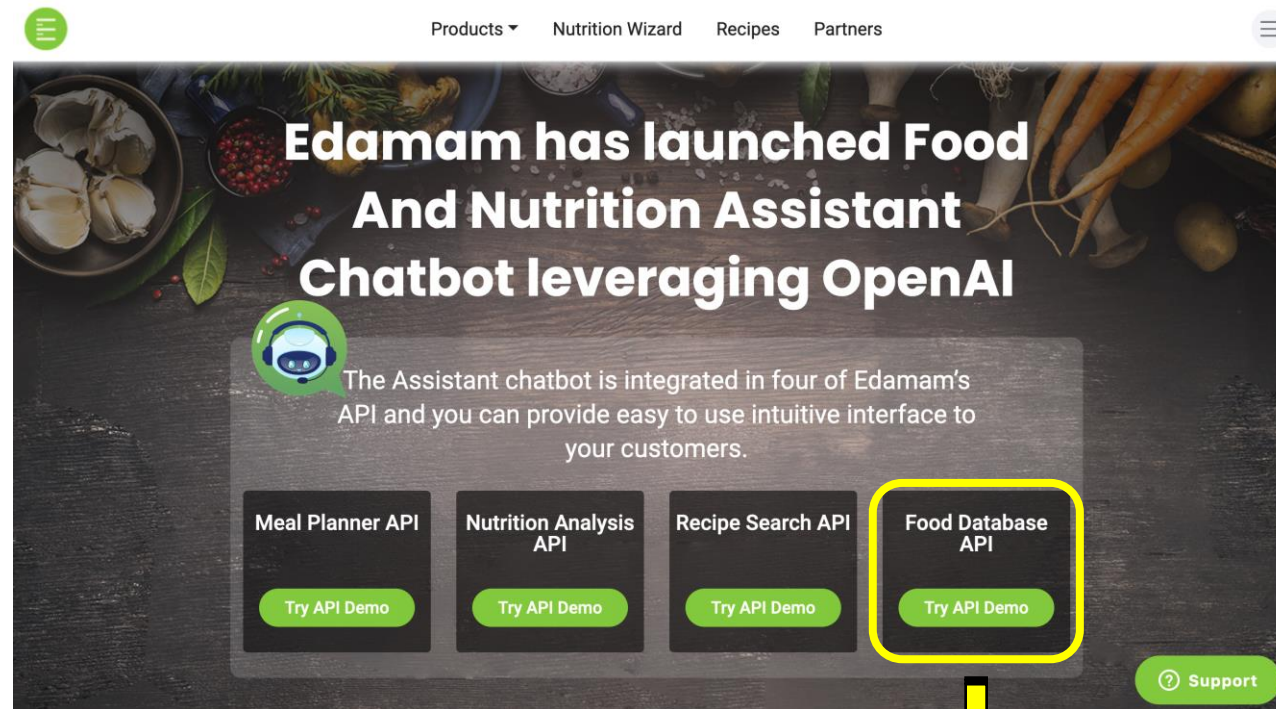 Products Nutrition Wizard Recipes Partners
Edamam has launched Food
And Nutrition Assistant
Chatbot leveraging OpenAI
The Assistant chatbot is integrated in four of Edamam’s
API and you can provide easy to use intuitive interface to
your customers.
Meal Planner API
Try API Demo
Nutrition Analysis
API
Try API Demo
Recipe Search API
Try API Demo
Food Database
API
Try API Demo
Support